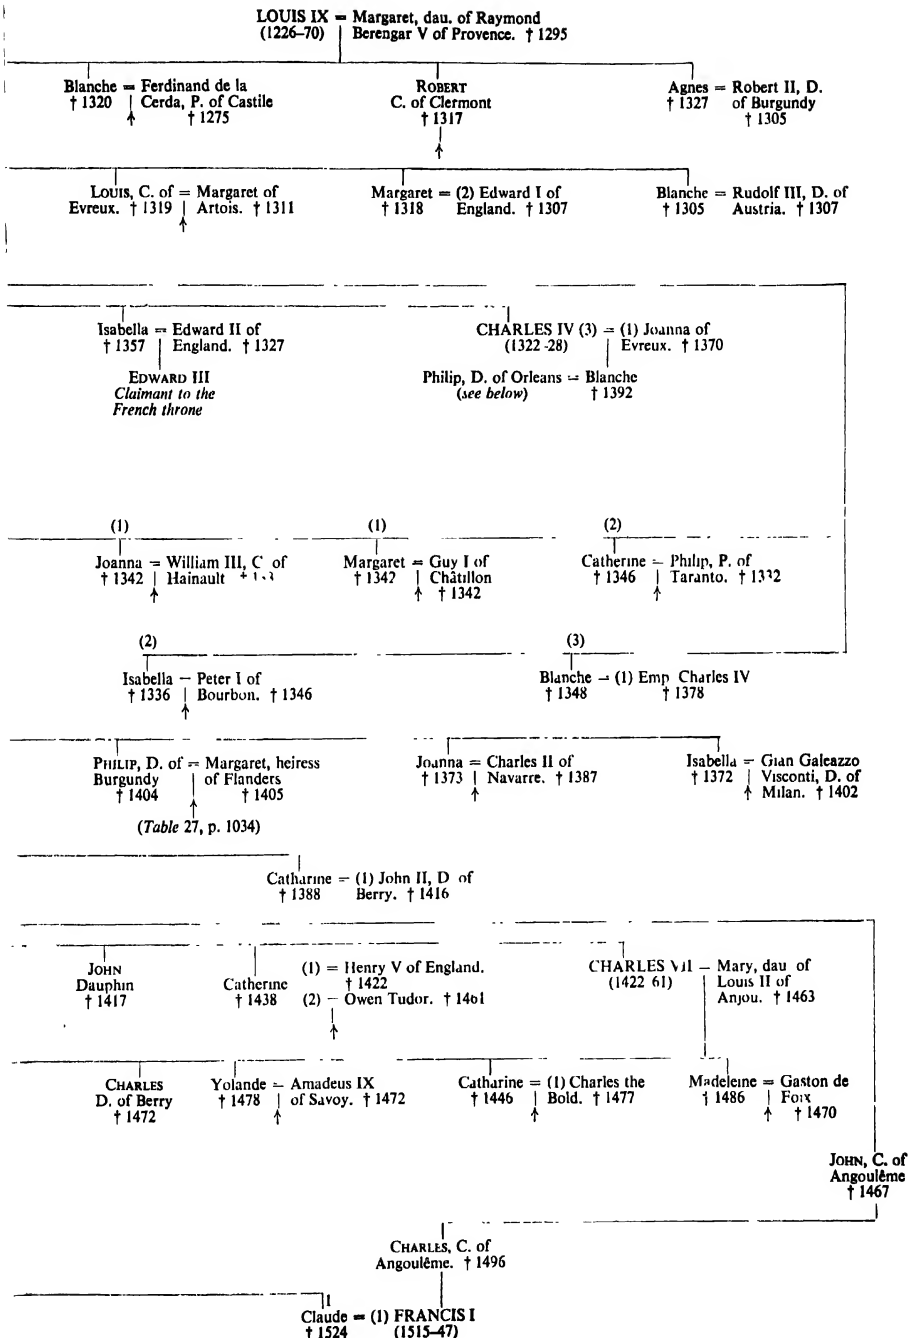 LOUIS IX = Margaret, dau. of Raymond
(1226–70) Berengar V of Provence. † 1295
Blanche = Ferdinand de la
† 1320 Cerda, P. of Castile
† 1275
ROBERT
C. of Clermont
† 1317
Agnes = Robert II, D.
† 1327 of Burgundy
† 1305
LOUIS, C. of = Margaret of
Evreux. † 1319 Artois. † 1311
Margaret = (2) Edward I of
† 1318 England. † 1307
Blanche = Rudolf III, D. of
† 1305 Austria. † 1307
Isabella = Edward II of
† 1357 England. † 1327
EDWARD III
Claimant to the
French throne
CHARLES IV (3) = (1) Joanna of
(1322-28) Evreux. † 1370
Philip, D. of Orleans = Blanche
(see below) † 1392
(1)
Joanna = William III, C of
† 1342 Hainault
(1)
Margaret = Guy I of
† 1342 Châtillon
† 1342
(2)
Catherine = Philip, P. of
† 1346 Taranto. † 1332
(2)
Isabella = Peter I of
† 1336 Bourbon. † 1346
(3)
Blanche = (1) Emp Charles IV
† 1348 † 1378
PHILIP, D. of = Margaret, heiress
Burgundy of Flanders
† 1404 † 1405
(Table 27, p. 1034)
Joanna = Charles II of
† 1373 Navarre. † 1387
Isabella = Gian Galeazzo
† 1372 Visconti, D. of
Milan. † 1402
Catharine = (1) John II, D of
† 1388 Berry. † 1416
JOHN
Dauphin
† 1417
(1) = Henry V of England.
Catherine † 1422
† 1438 (2) = Owen Tudor. † 1461
CHARLES VII = Mary, dau of
(1422 61) Louis II of
Anjou. † 1463
CHARLES
D. of Berry
† 1472
Yolande = Amadeus IX
† 1478 of Savoy. † 1472
Catharine = (1) Charles the
† 1446 Bold. † 1477
Madeleine = Gaston de
† 1486 Foix
† 1470
JOHN, C. of
Angoulême
† 1467
CHARLES, C. of
Angoulême. † 1496
Claude = (1) FRANCIS I
† 1524 (1515–47)